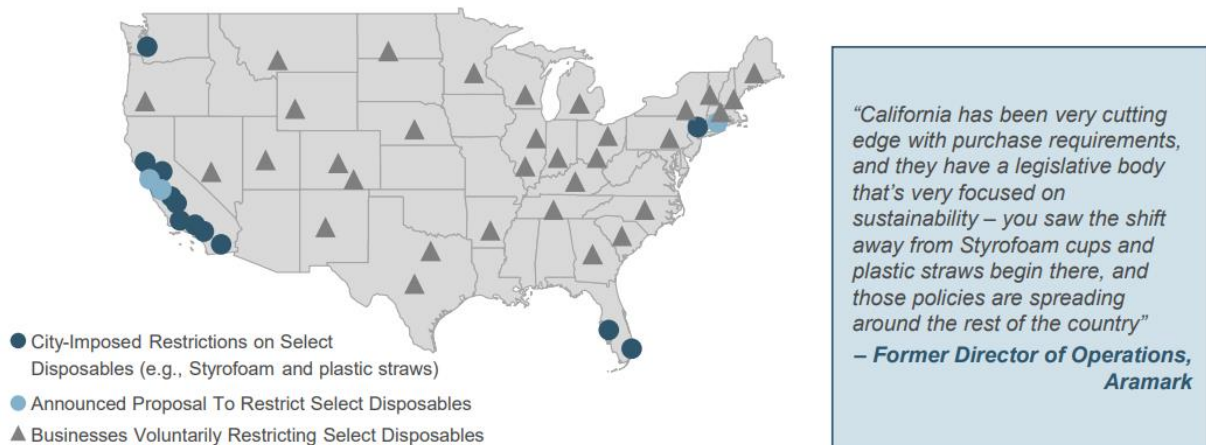 “California has been very cutting
edge with purchase requirements,
and they have a legislative body
that’s very focused on
sustainability – you saw the shift
away from Styrofoam cups and
plastic straws begin there, and
those policies are spreading
around the rest of the country”
– Former Director of Operations,
Aramark
City-Imposed Restrictions on Select
Disposables (e.g., Styrofoam and plastic straws)
Announced Proposal To Restrict Select Disposables
Businesses Voluntarily Restricting Select Disposables